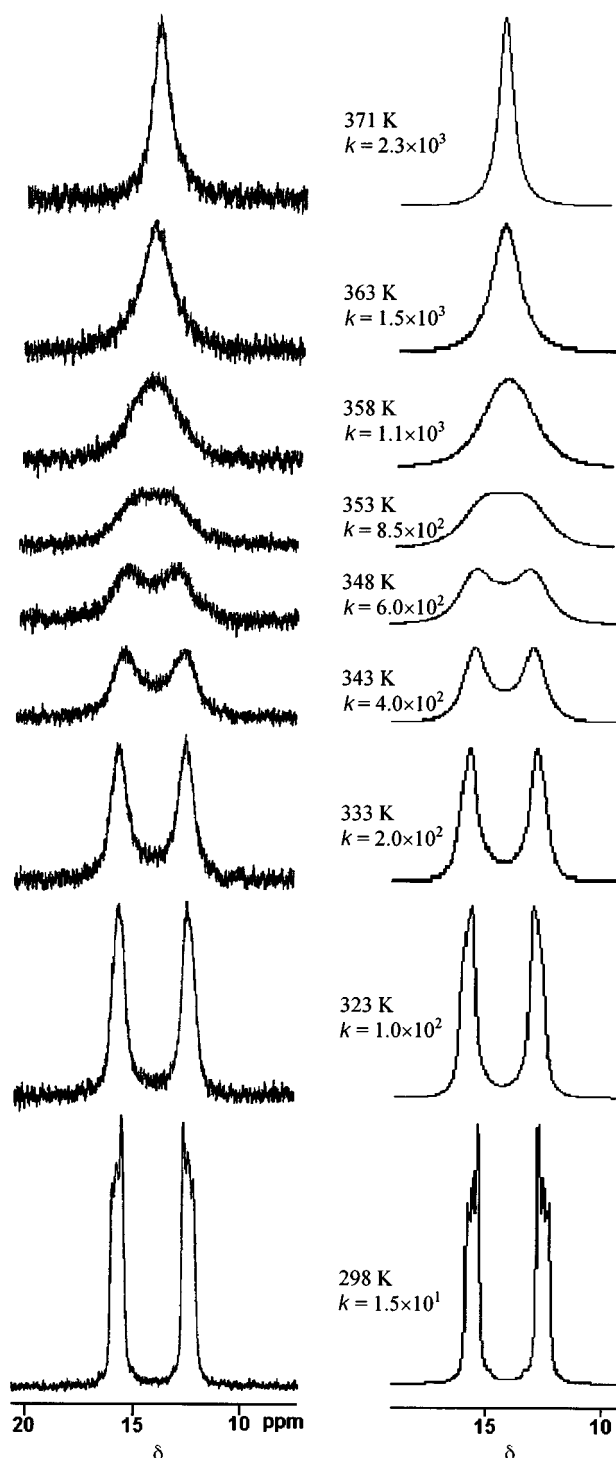 371 K
k = 2.3×10³
363 K
k = 1.5×10³
358 K
k = 1.1×10³
353 K
k = 8.5×10²
348 K
k = 6.0×10²
343 K
k = 4.0×10²
333 K
k = 2.0×10²
323 K
k = 1.0×10²
298 K
k = 1.5×10¹
20 15 10 ppm 15 10
δ δ